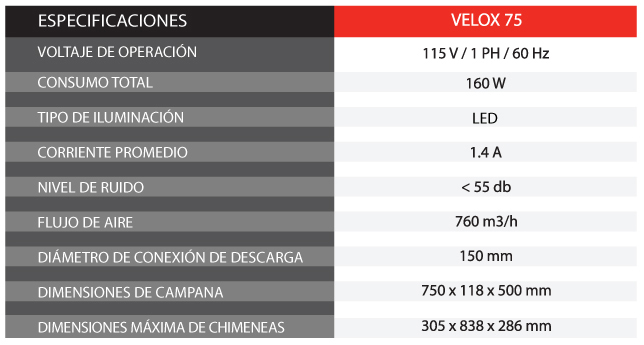 ESPECIFICACIONES VELOX 75
VOLTAJE DE OPERACIÓN 115 V / 1 PH / 60 Hz
CONSUMO TOTAL 160 W
TIPO DE ILUMINACIÓN LED
CORRIENTE PROMEDIO 1.4 A
NIVEL DE RUIDO < 55 db
FLUJO DE AIRE 760 m3/h
DIÁMETRO DE CONEXIÓN DE DESCARGA 150 mm
DIMENSIONES DE CAMPANA 750 x 118 x 500 mm
DIMENSIONES MÁXIMA DE CHIMENEAS 305 x 838 x 286 mm